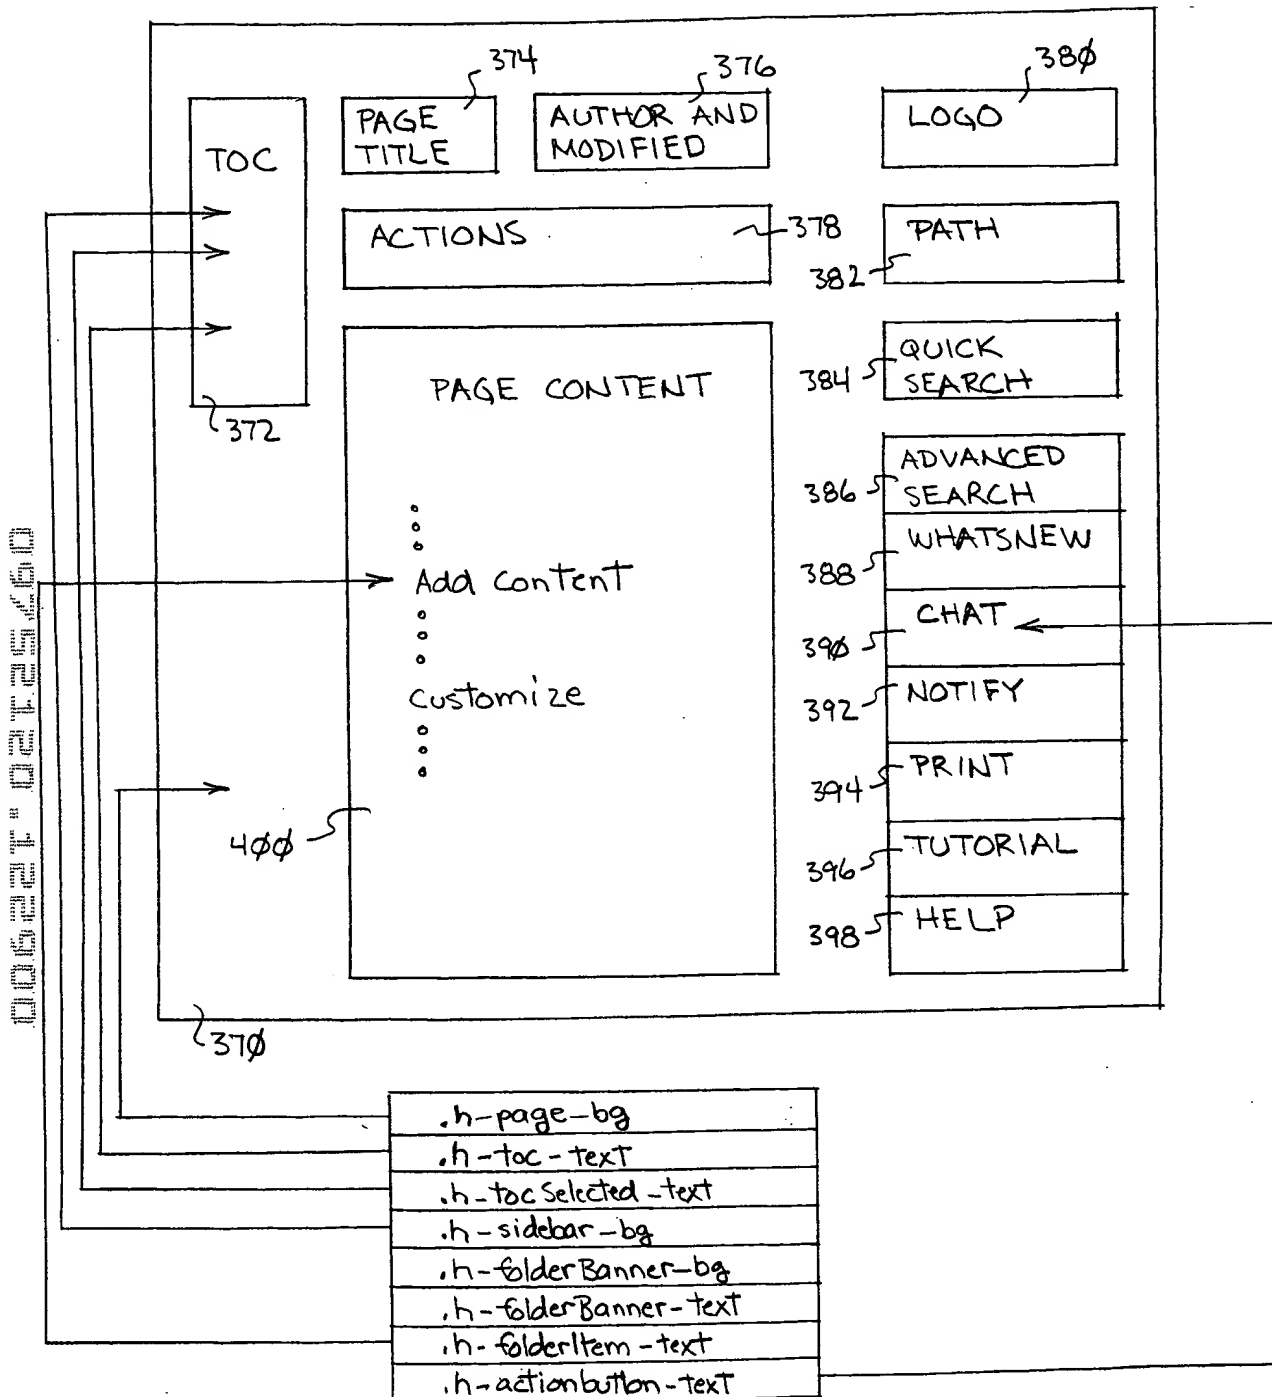 374
376
380
PAGE
TITLE
AUTHOR AND
MODIFIED
LOGO
TOC
ACTIONS
378
PATH
382
QUICK
SEARCH
384
PAGE CONTENT
372
ADVANCED
SEARCH
386
WHATSNEW
388
Add content
CHAT
390
Customize
NOTIFY
392
PRINT
394
400
TUTORIAL
396
HELP
398
370
09752120.122900
.h-page-bg
.h-toc-text
.h-tocSelected-text
.h-sidebar-bg
.h-folderBanner-bg
.h-folderBanner-text
.h-folderItem-text
.h-actionbutton-text